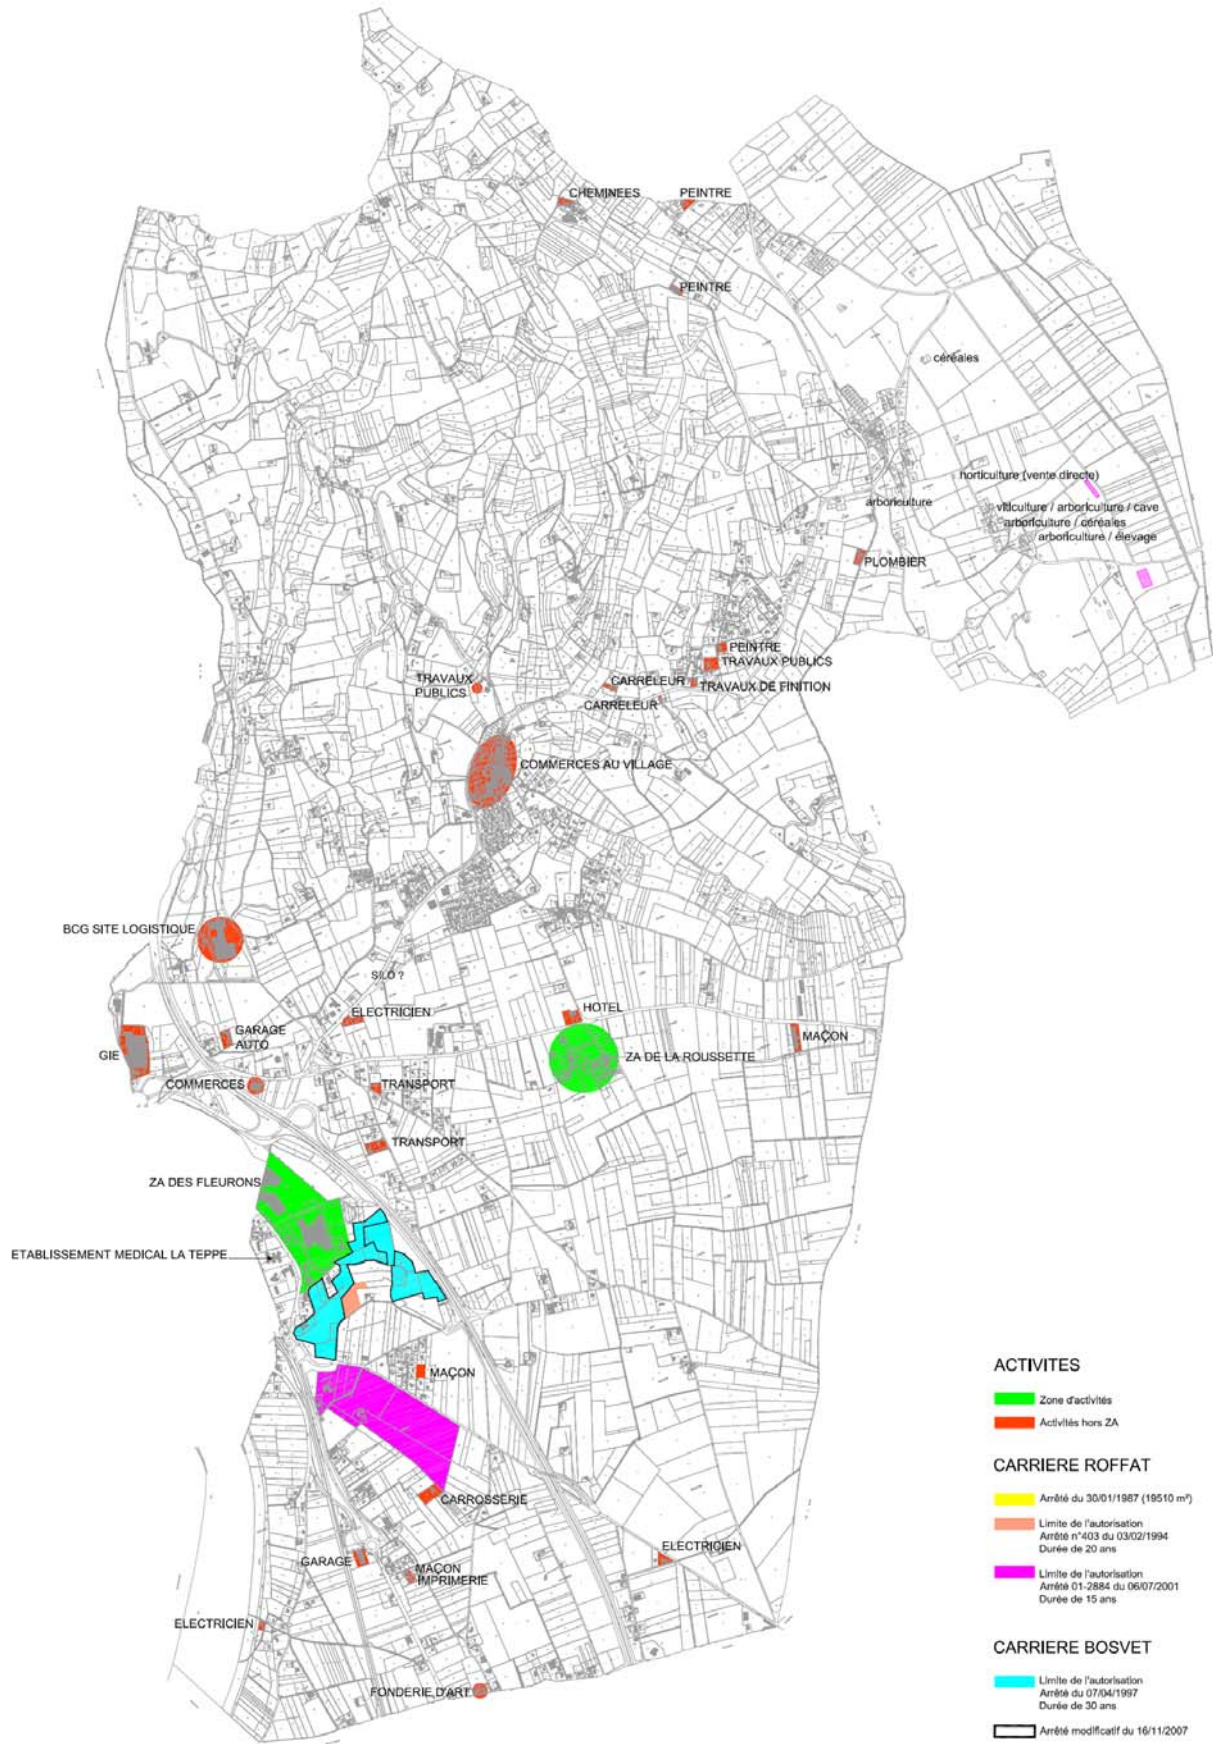 CHEMINEES
PEINTRE
PEINTRE
céréales
horticulture (vente directe)
arboriculture
viticulture / arboriculture / cave
arboriculture / céréales
arboriculture / élevage
PLOMBIER
PEINTRE
TRAVAUX PUBLICS
TRAVAUX
PUBLICS
CARRELEUR
TRAVAUX DE FINITION
CARRELEUR
COMMERCES AU VILLAGE
BCG SITE LOGISTIQUE
SILO ?
ELECTRICIEN
HOTEL
GARAGE
AUTO
MAÇON
GIE
ZA DE LA ROUSSETTE
COMMERCES
TRANSPORT
TRANSPORT
ZA DES FLEURONS
ETABLISSEMENT MEDICAL LA TEPPE
MAÇON
CARROSSERIE
GARAGE
ELECTRICIEN
MAÇON
IMPRIMERIE
ELECTRICIEN
FONDERIE D'ART
ACTIVITES
Zone d'activités
Activités hors ZA
CARRIERE ROFFAT
Arrêté du 30/01/1987 (19510 m²)
Limite de l'autorisation
Arrêté n°403 du 03/02/1994
Durée de 20 ans
Limite de l'autorisation
Arrêté 01-2884 du 06/07/2001
Durée de 15 ans
CARRIERE BOSVET
Limite de l'autorisation
Arrêté du 07/04/1997
Durée de 30 ans
Arrêté modificatif du 16/11/2007